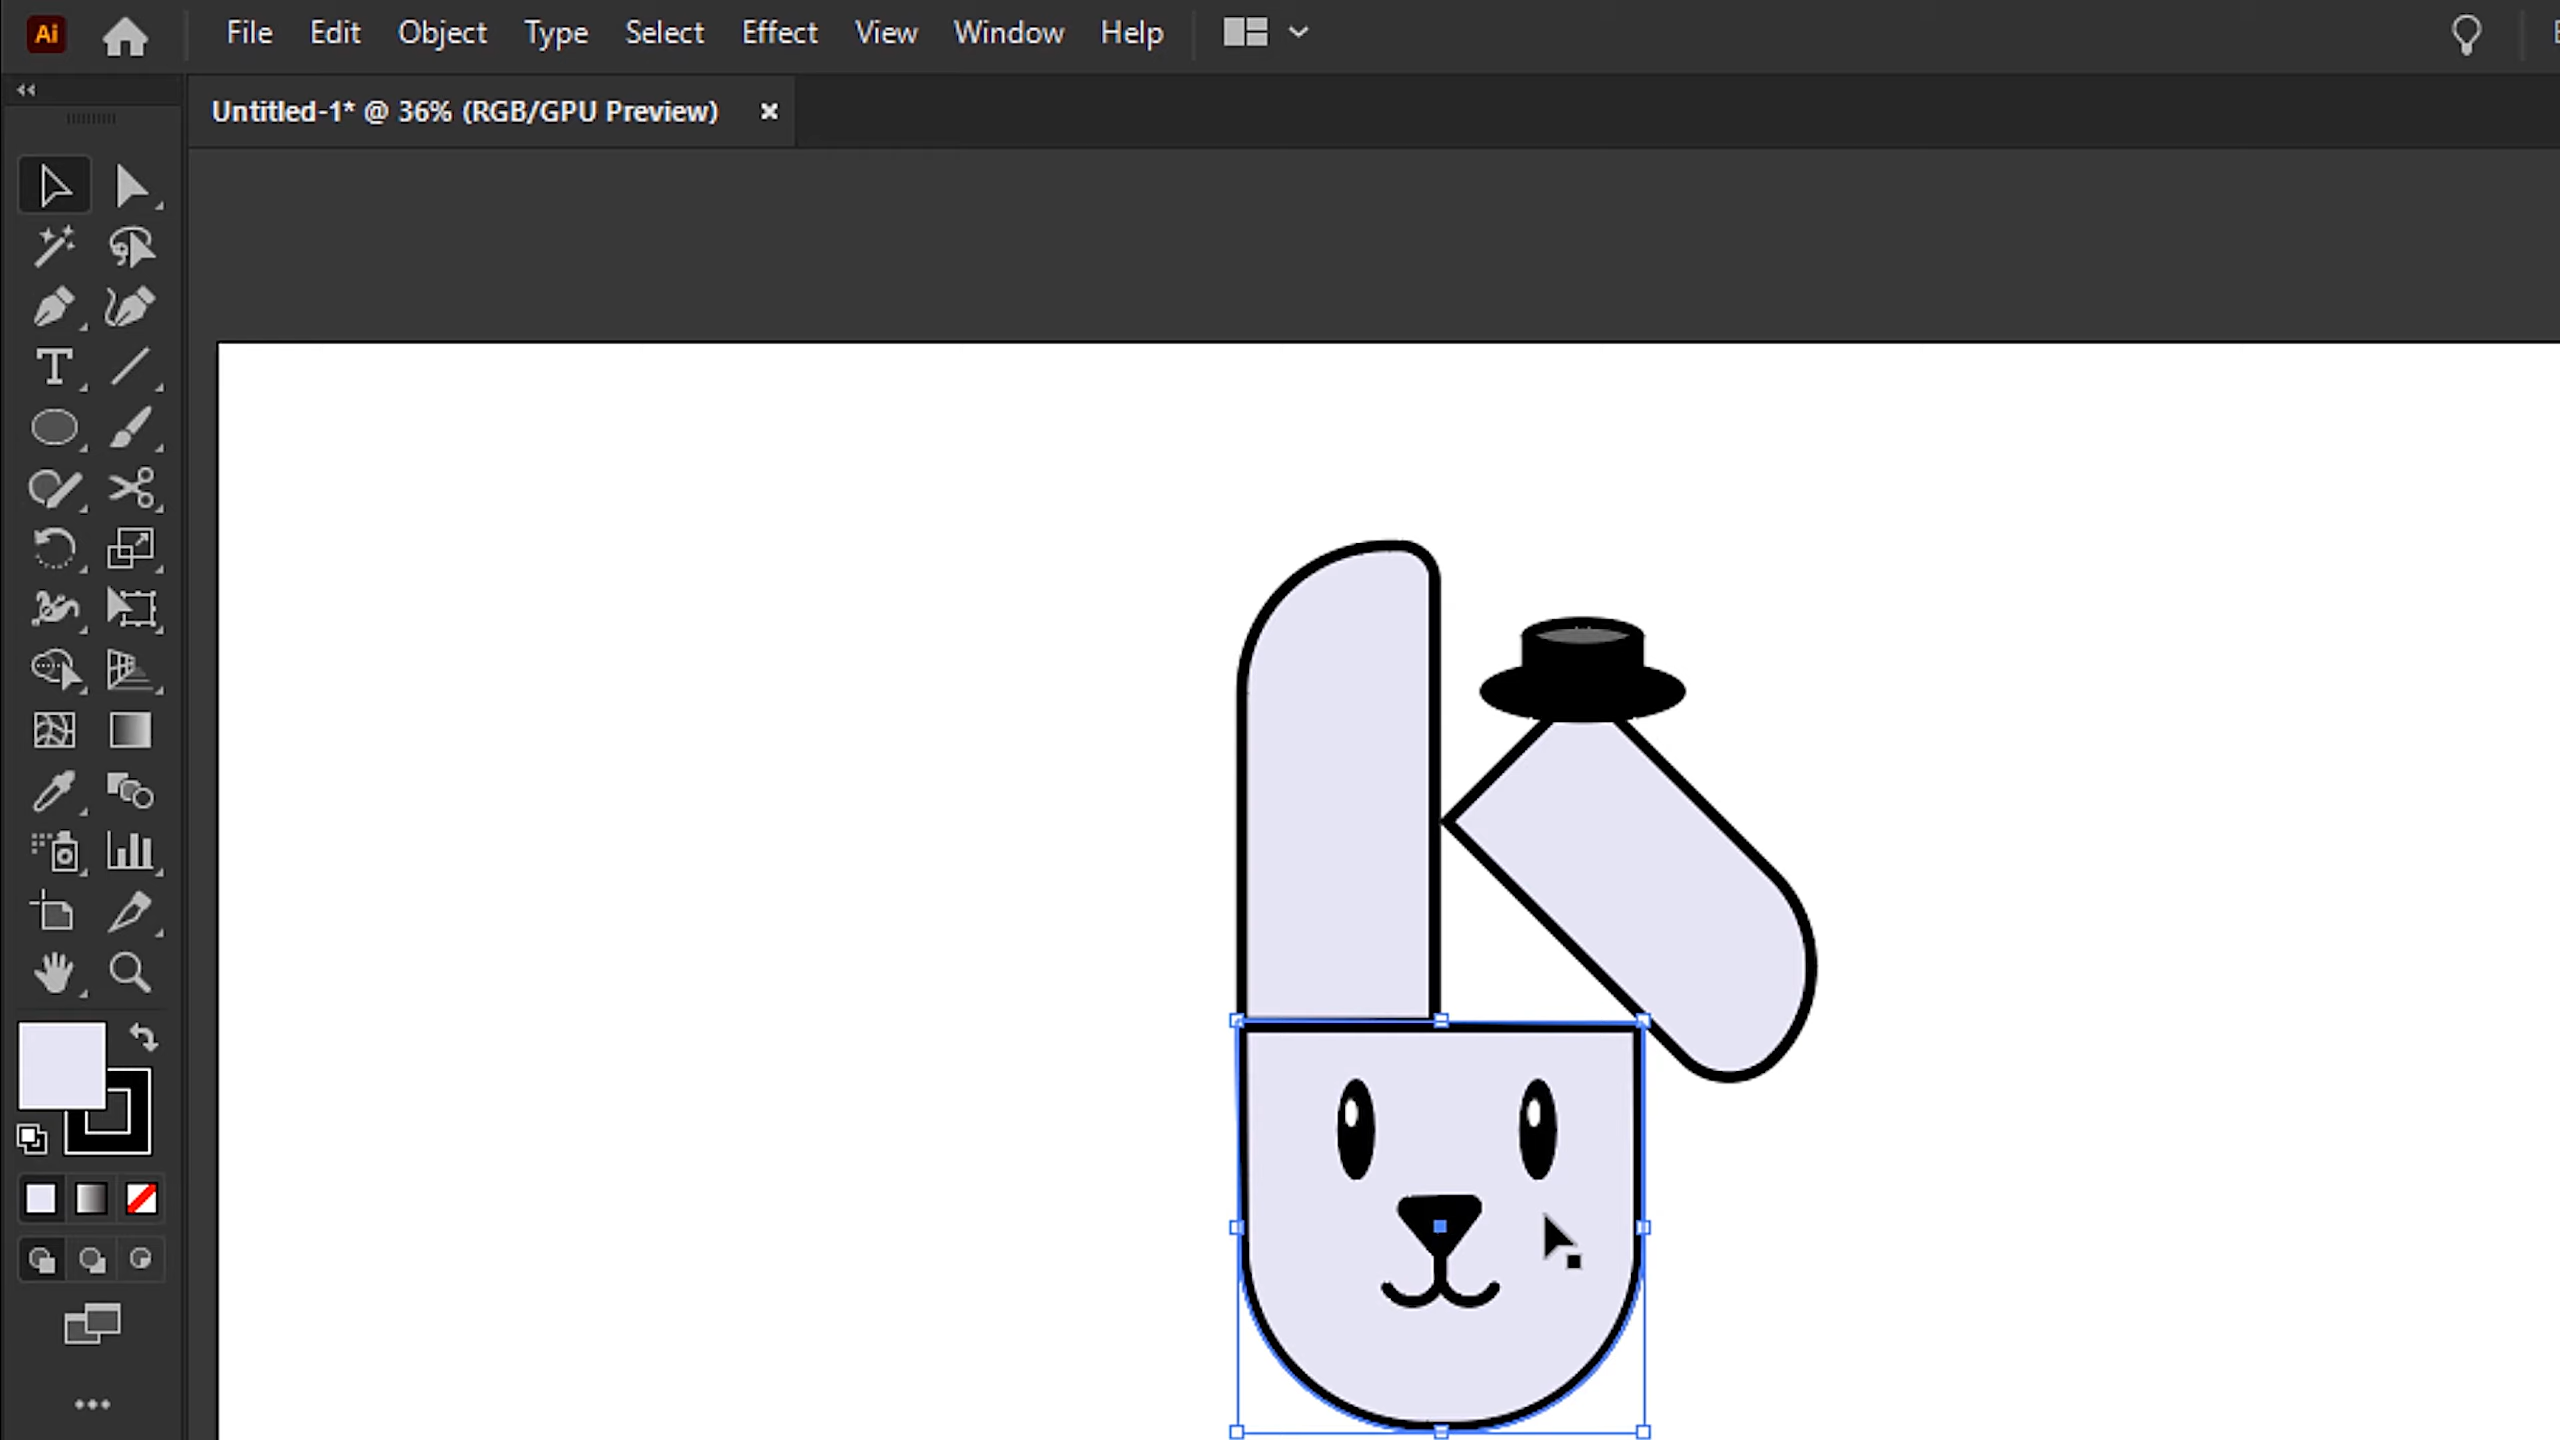 Ai File Edit Object Type Select Effect View Window Help
Untitled-1* @ 36% (RGB/GPU Preview)